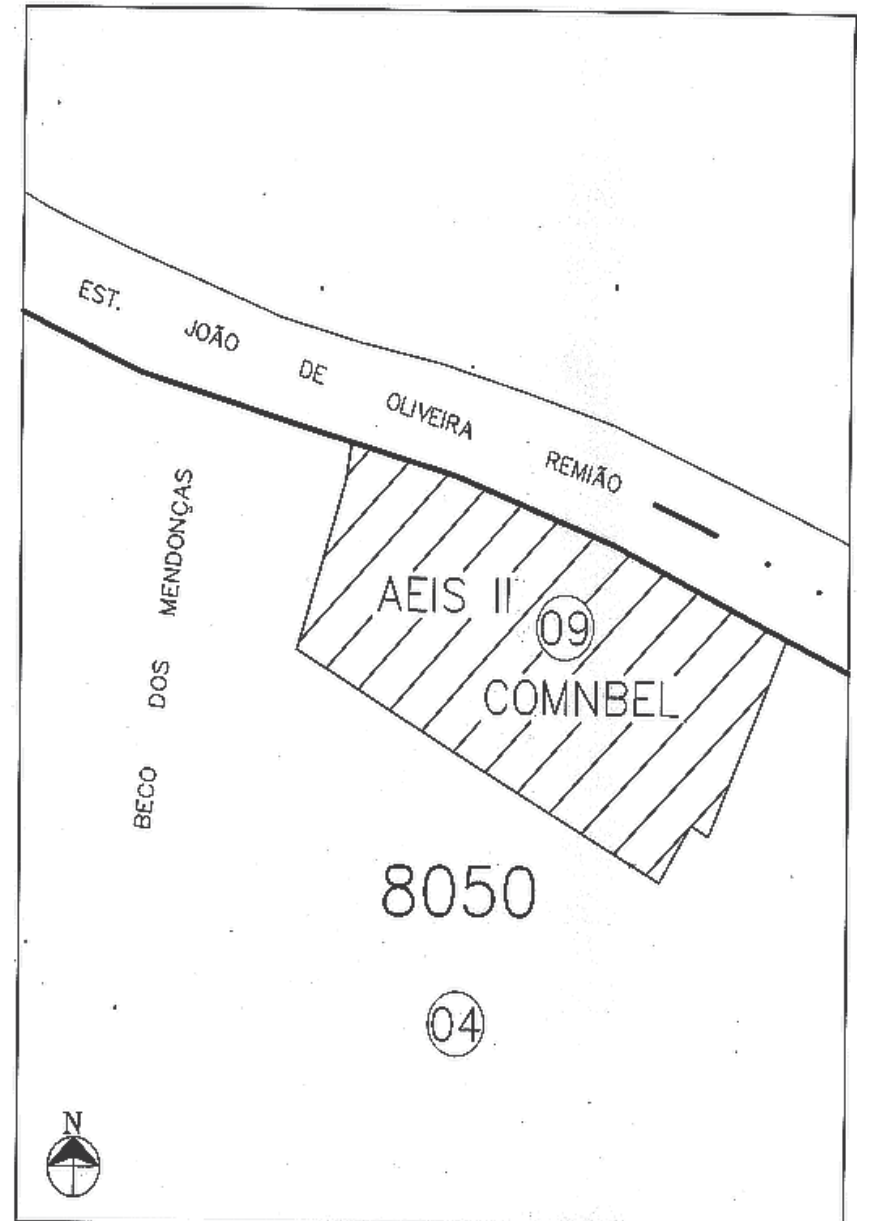 EST. JOÃO DE OLIVEIRA REMIÃO
BECO DOS MENDONÇAS
AEIS II
09
COMNBEL
8050
04
N